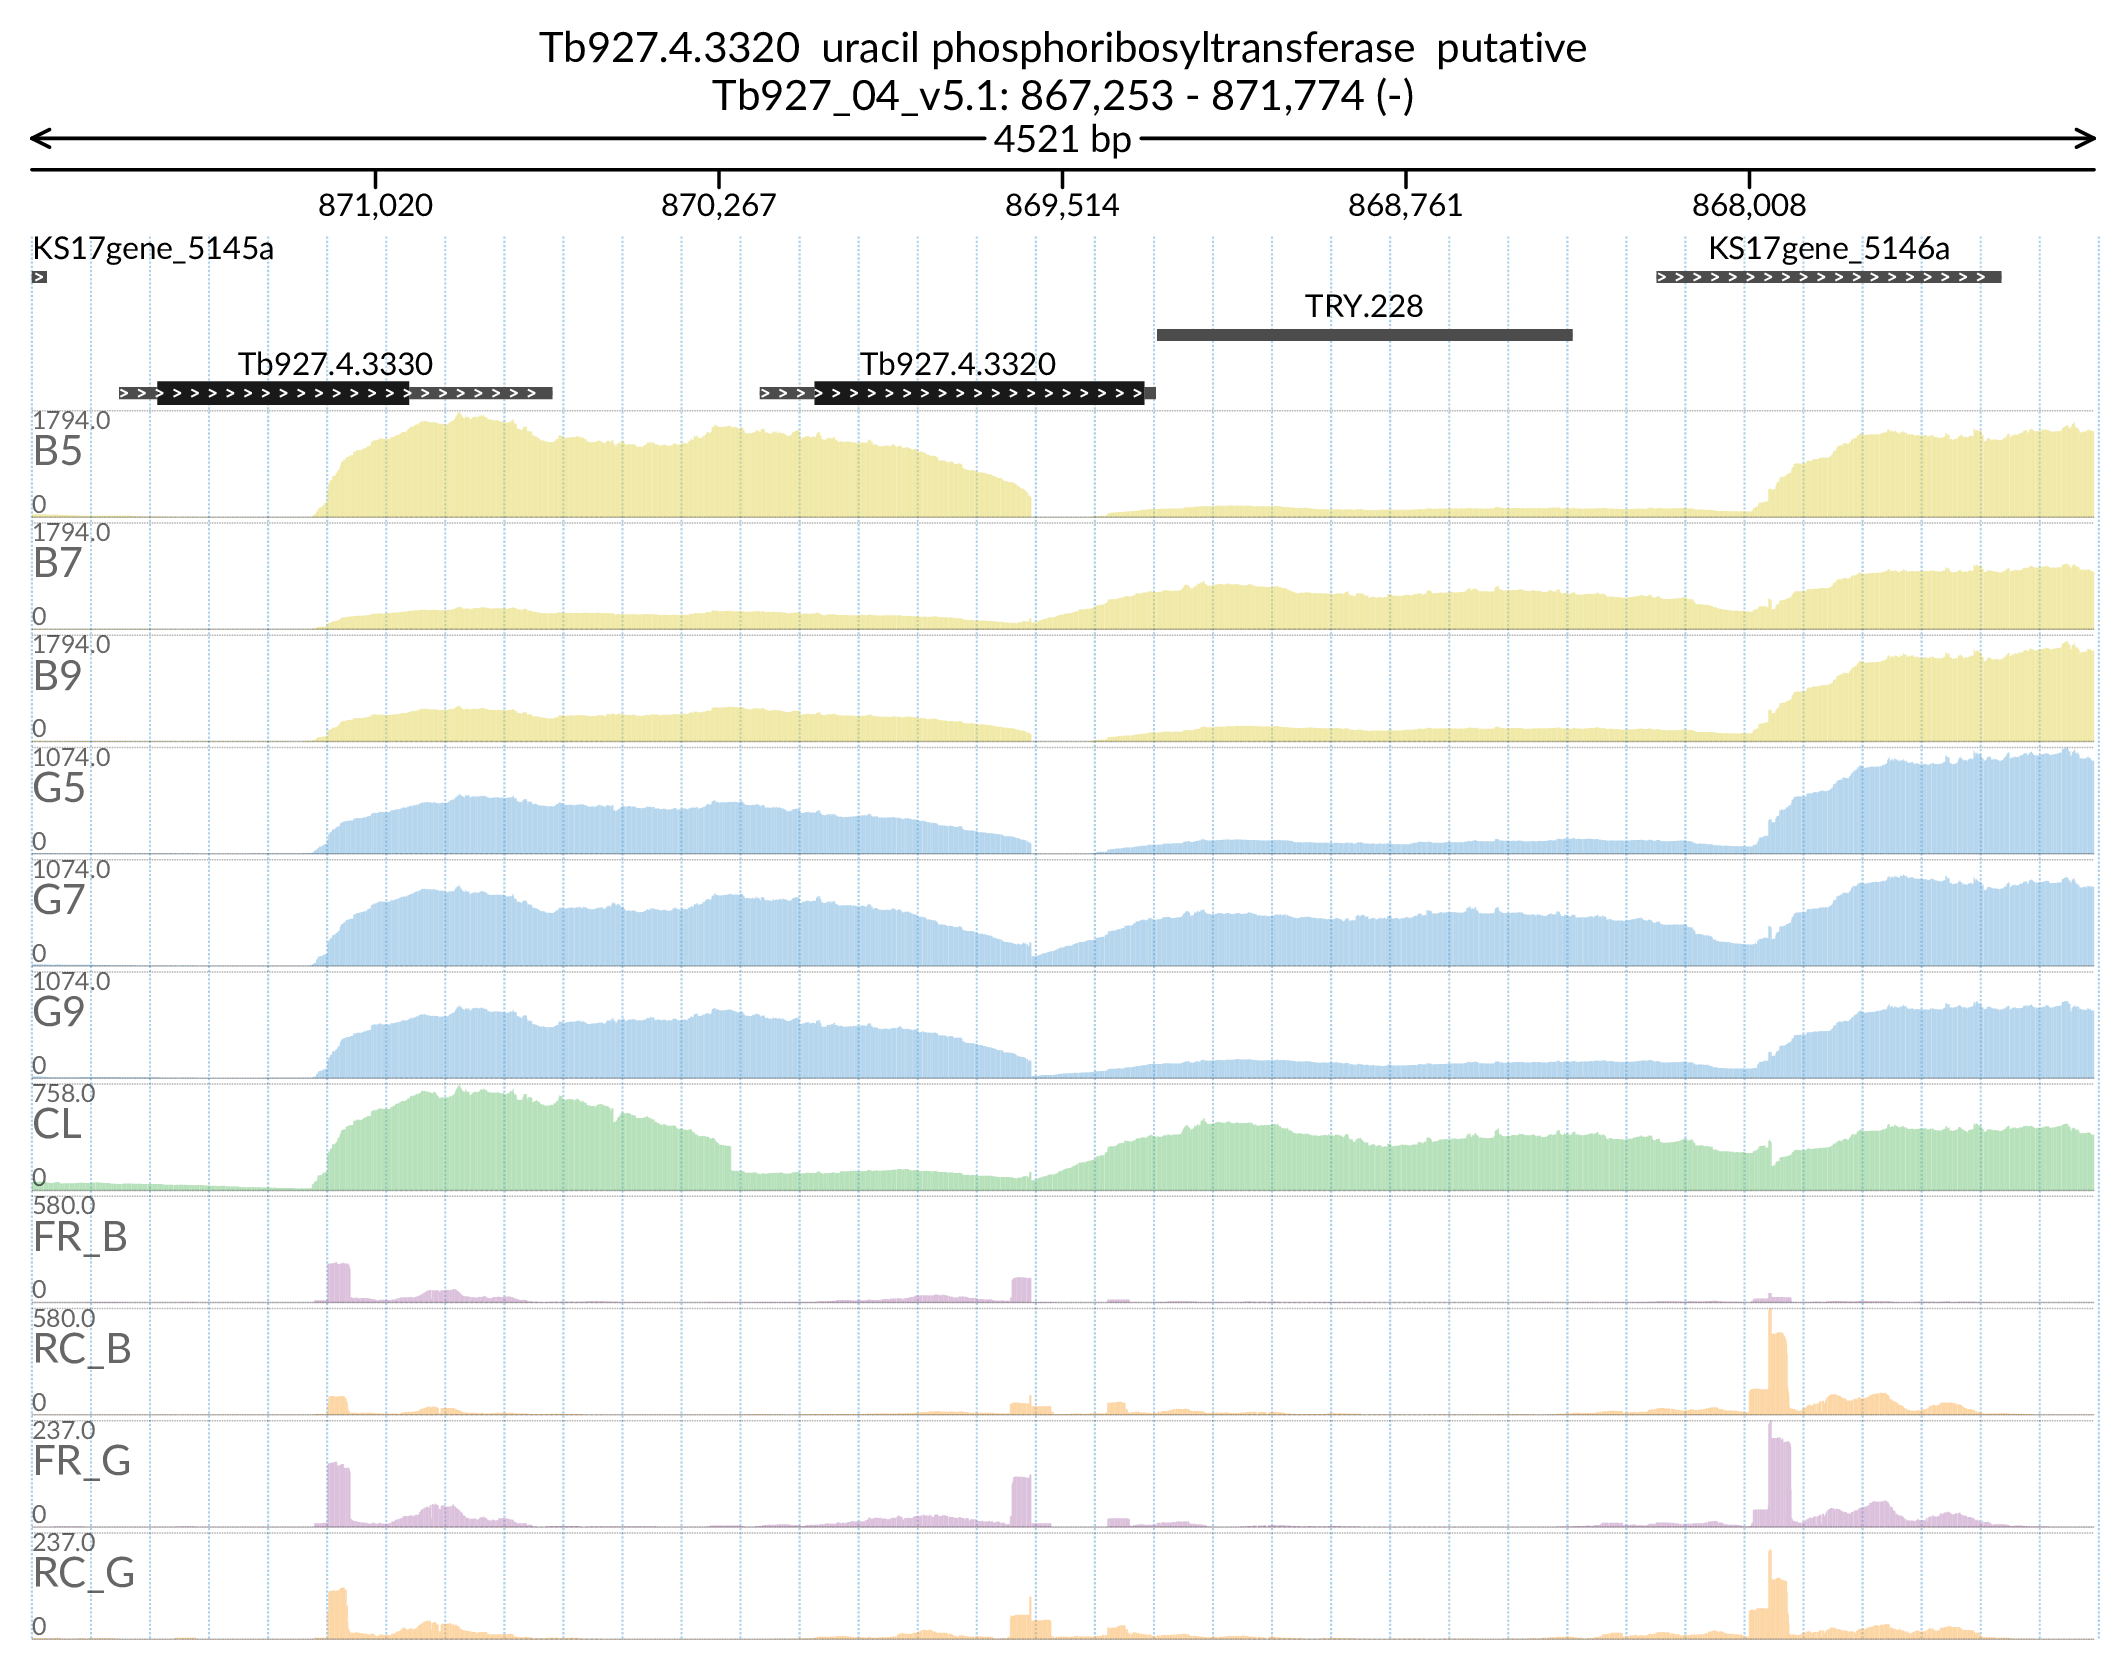 Tb927.4.3320 uracil phosphoribosyltransferase putative
Tb927_04_v5.1: 867,253 - 871,774 (-)
4521 bp
871,020 870,267 869,514 868,761 868,008
KS17gene_5145a KS17gene_5146a
TRY.228
Tb927.4.3330 Tb927.4.3320
1794.0
B5
0
1794.0
B7
0
1794.0
B9
0
1074.0
G5
0
1074.0
G7
0
1074.0
G9
0
758.0
CL
0
580.0
FR_B
0
580.0
RC_B
0
237.0
FR_G
0
237.0
RC_G
0